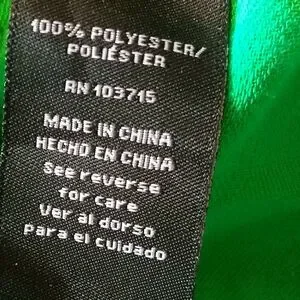 100% POLYESTER/
POLIÉSTER
RN 103715
MADE IN CHINA
HECHO EN CHINA
See reverse
for care
Ver al dorso
para el cuidado